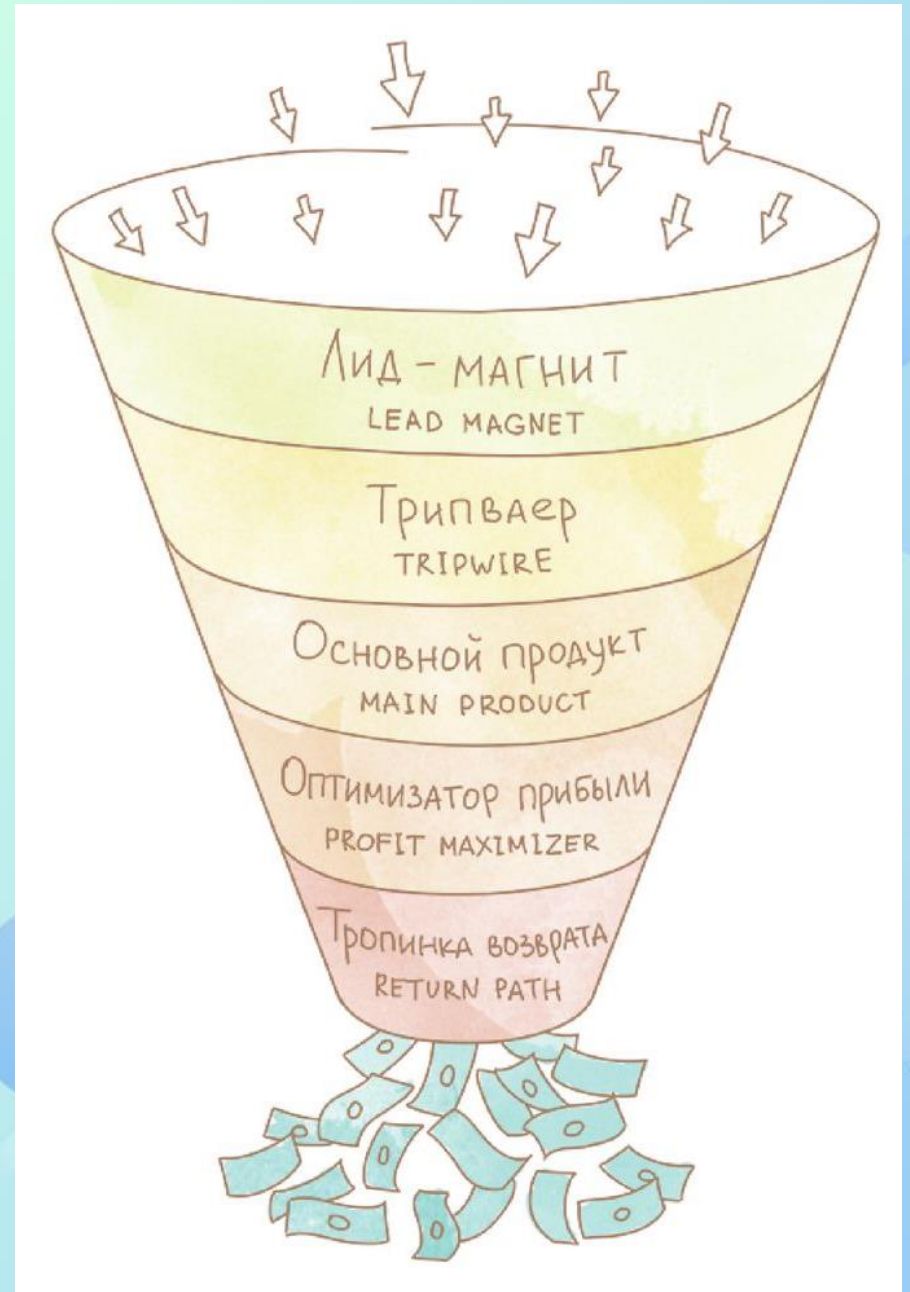 Лид - магнит
LEAD MAGNET
Трипваер
TRIPWIRE
Основной продукт
MAIN PRODUCT
Оптимизатор прибыли
PROFIT MAXIMIZER
Тропинка возврата
RETURN PATH